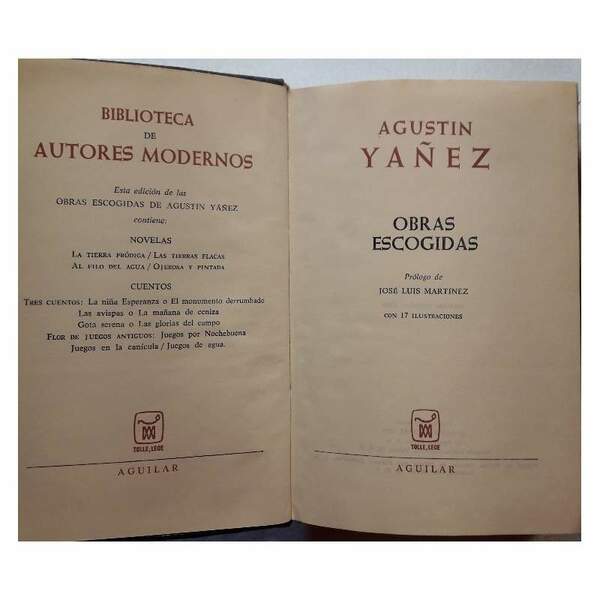 BIBLIOTECA
DE
AUTORES MODERNOS
Esta edición de las
OBRAS ESCOGIDAS DE AGUSTIN YAÑEZ
contiene:
NOVELAS
LA TIERRA PRÓDIGA / LAS TIERRAS FLACAS
AL FILO DEL AGUA / OJEROSA Y PINTADA
CUENTOS
TRES CUENTOS: La niña Esperanza o El monumento derrumbado
Las avispas o La mañana de ceniza
Gota serena o Las glorias del campo
FLOR DE JUEGOS ANTIGUOS: Juegos por Nochebuena
Juegos en la canícula / Juegos de agua.
TOLLE, LEGE
AGUILAR
AGUSTIN
YAÑEZ
OBRAS
ESCOGIDAS
Prólogo de
JOSÉ LUIS MARTINEZ
CON 17 ILUSTRACIONES
TOLLE, LEGE
AGUILAR